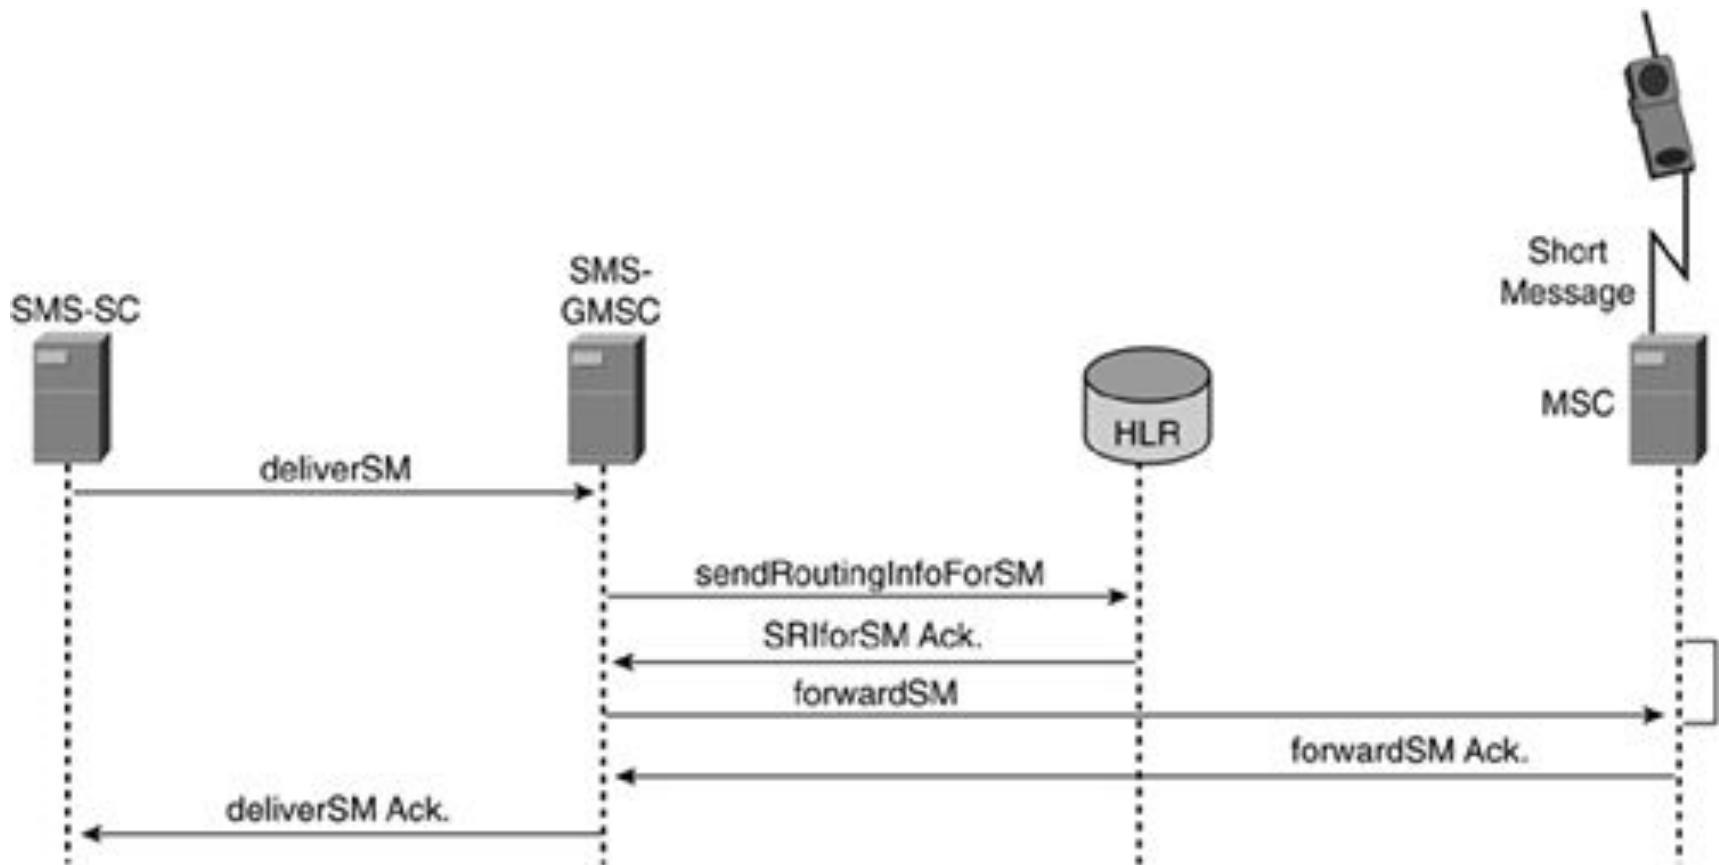 SMS-SC
SMS-
GMSC
HLR
Short
Message
MSC
deliverSM
sendRoutingInfoForSM
SRIforSM Ack.
forwardSM
forwardSM Ack.
deliverSM Ack.